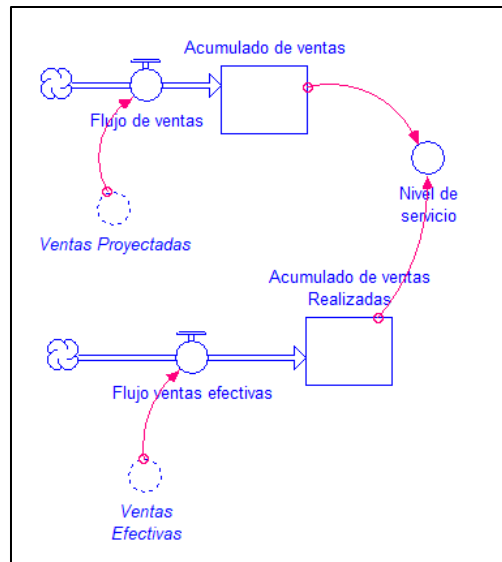 Acumulado de ventas
Flujo de ventas
Ventas Proyectadas
Nivel de
servicio
Acumulado de ventas
Realizadas
Flujo ventas efectivas
Ventas
Efectivas